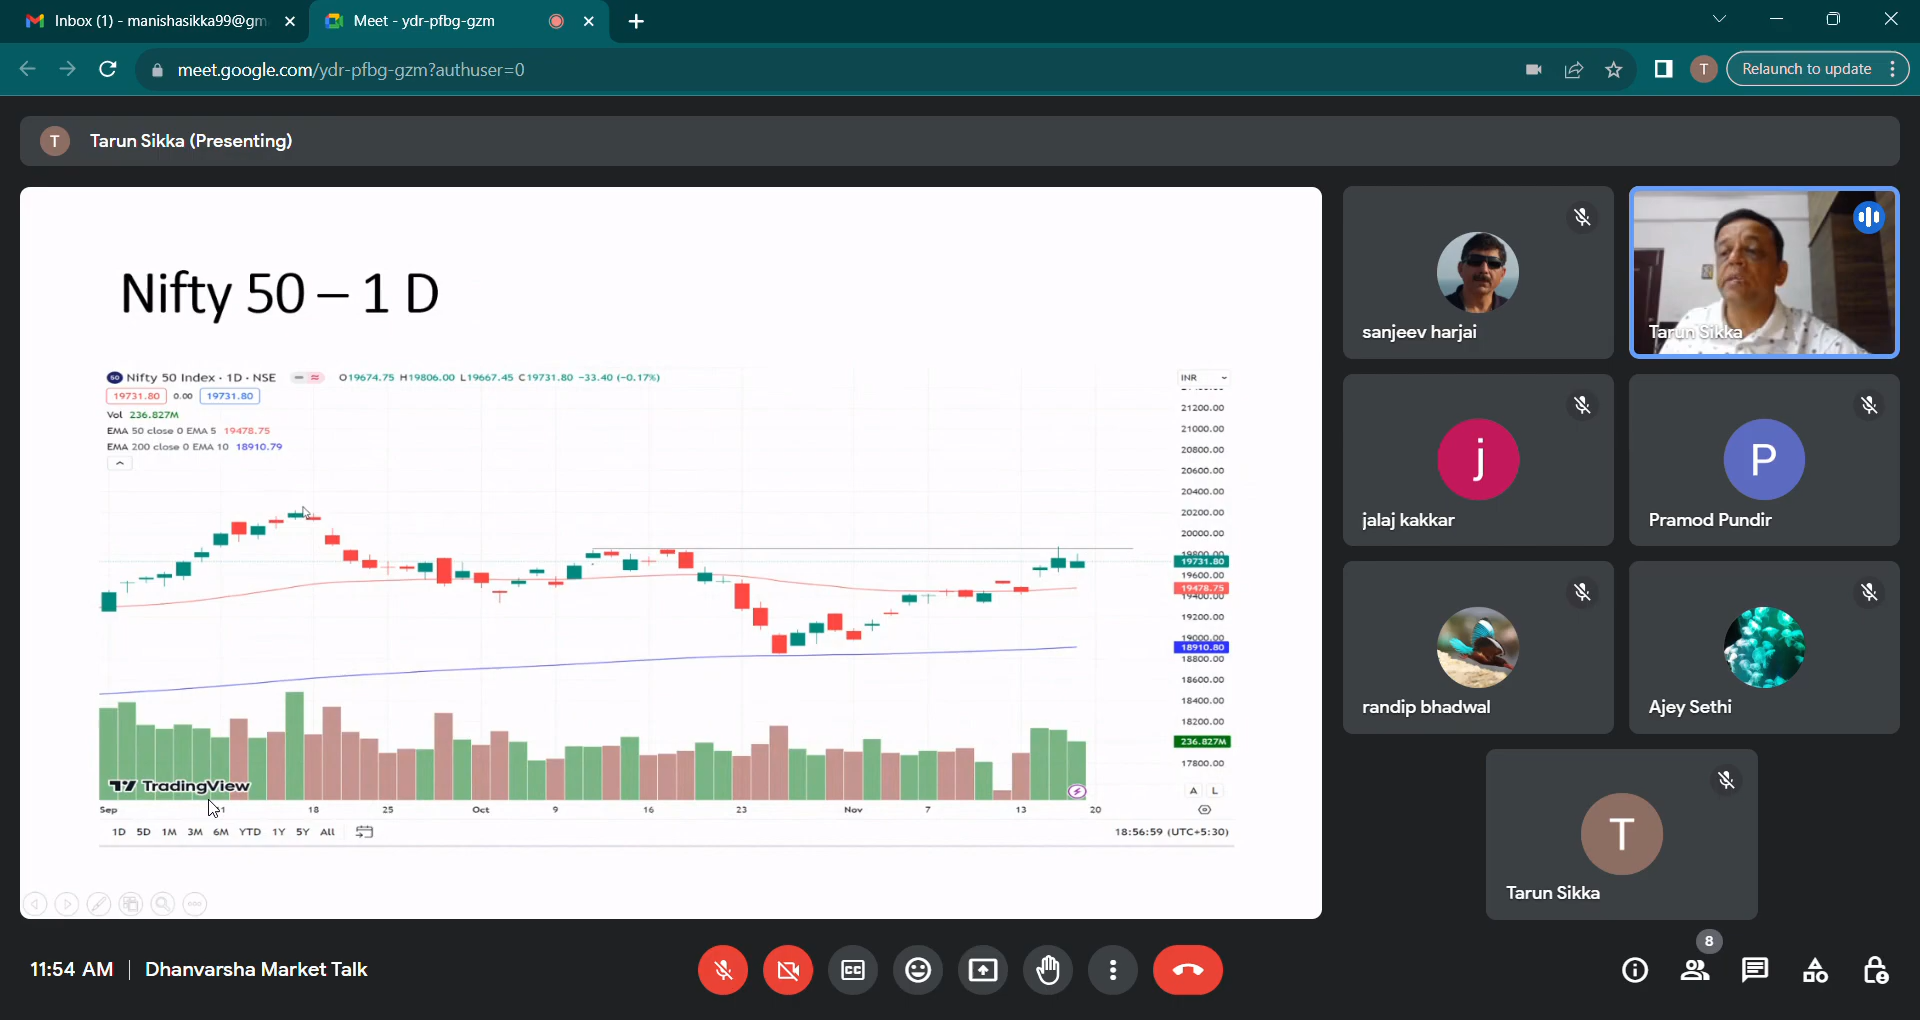 Inbox (1) - manishasikka99@gm
Meet - ydr-pfbg-gzm
meet.google.com/ydr-pfbg-gzm?authuser=0
T
Relaunch to update
T
Tarun Sikka (Presenting)
Nifty 50 – 1 D
50
Nifty 50 Index · 1D · NSE
O19674.75 H19806.00 L19667.45 C19731.80 −33.40 (−0.17%)
INR
19731.80
0.00
19731.80
Vol 236.827M
EMA 50 close 0 EMA 5 19478.75
EMA 200 close 0 EMA 10 18910.79
21200.00
21000.00
20800.00
20600.00
20400.00
20200.00
20000.00
19800.00
19731.80
19600.00
19478.75
19400.00
19200.00
19000.00
18910.80
18800.00
18600.00
18400.00
18200.00
236.827M
17800.00
TradingView
A L
Sep 18 25 Oct 9 16 23 Nov 7 13 20
1D 5D 1M 3M 6M YTD 1Y 5Y All
18:56:59 (UTC+5:30)
sanjeev harjai
Tarun Sikka
j
jalaj kakkar
P
Pramod Pundir
randip bhadwal
Ajey Sethi
T
Tarun Sikka
11:54 AM
Dhanvarsha Market Talk
CC
8